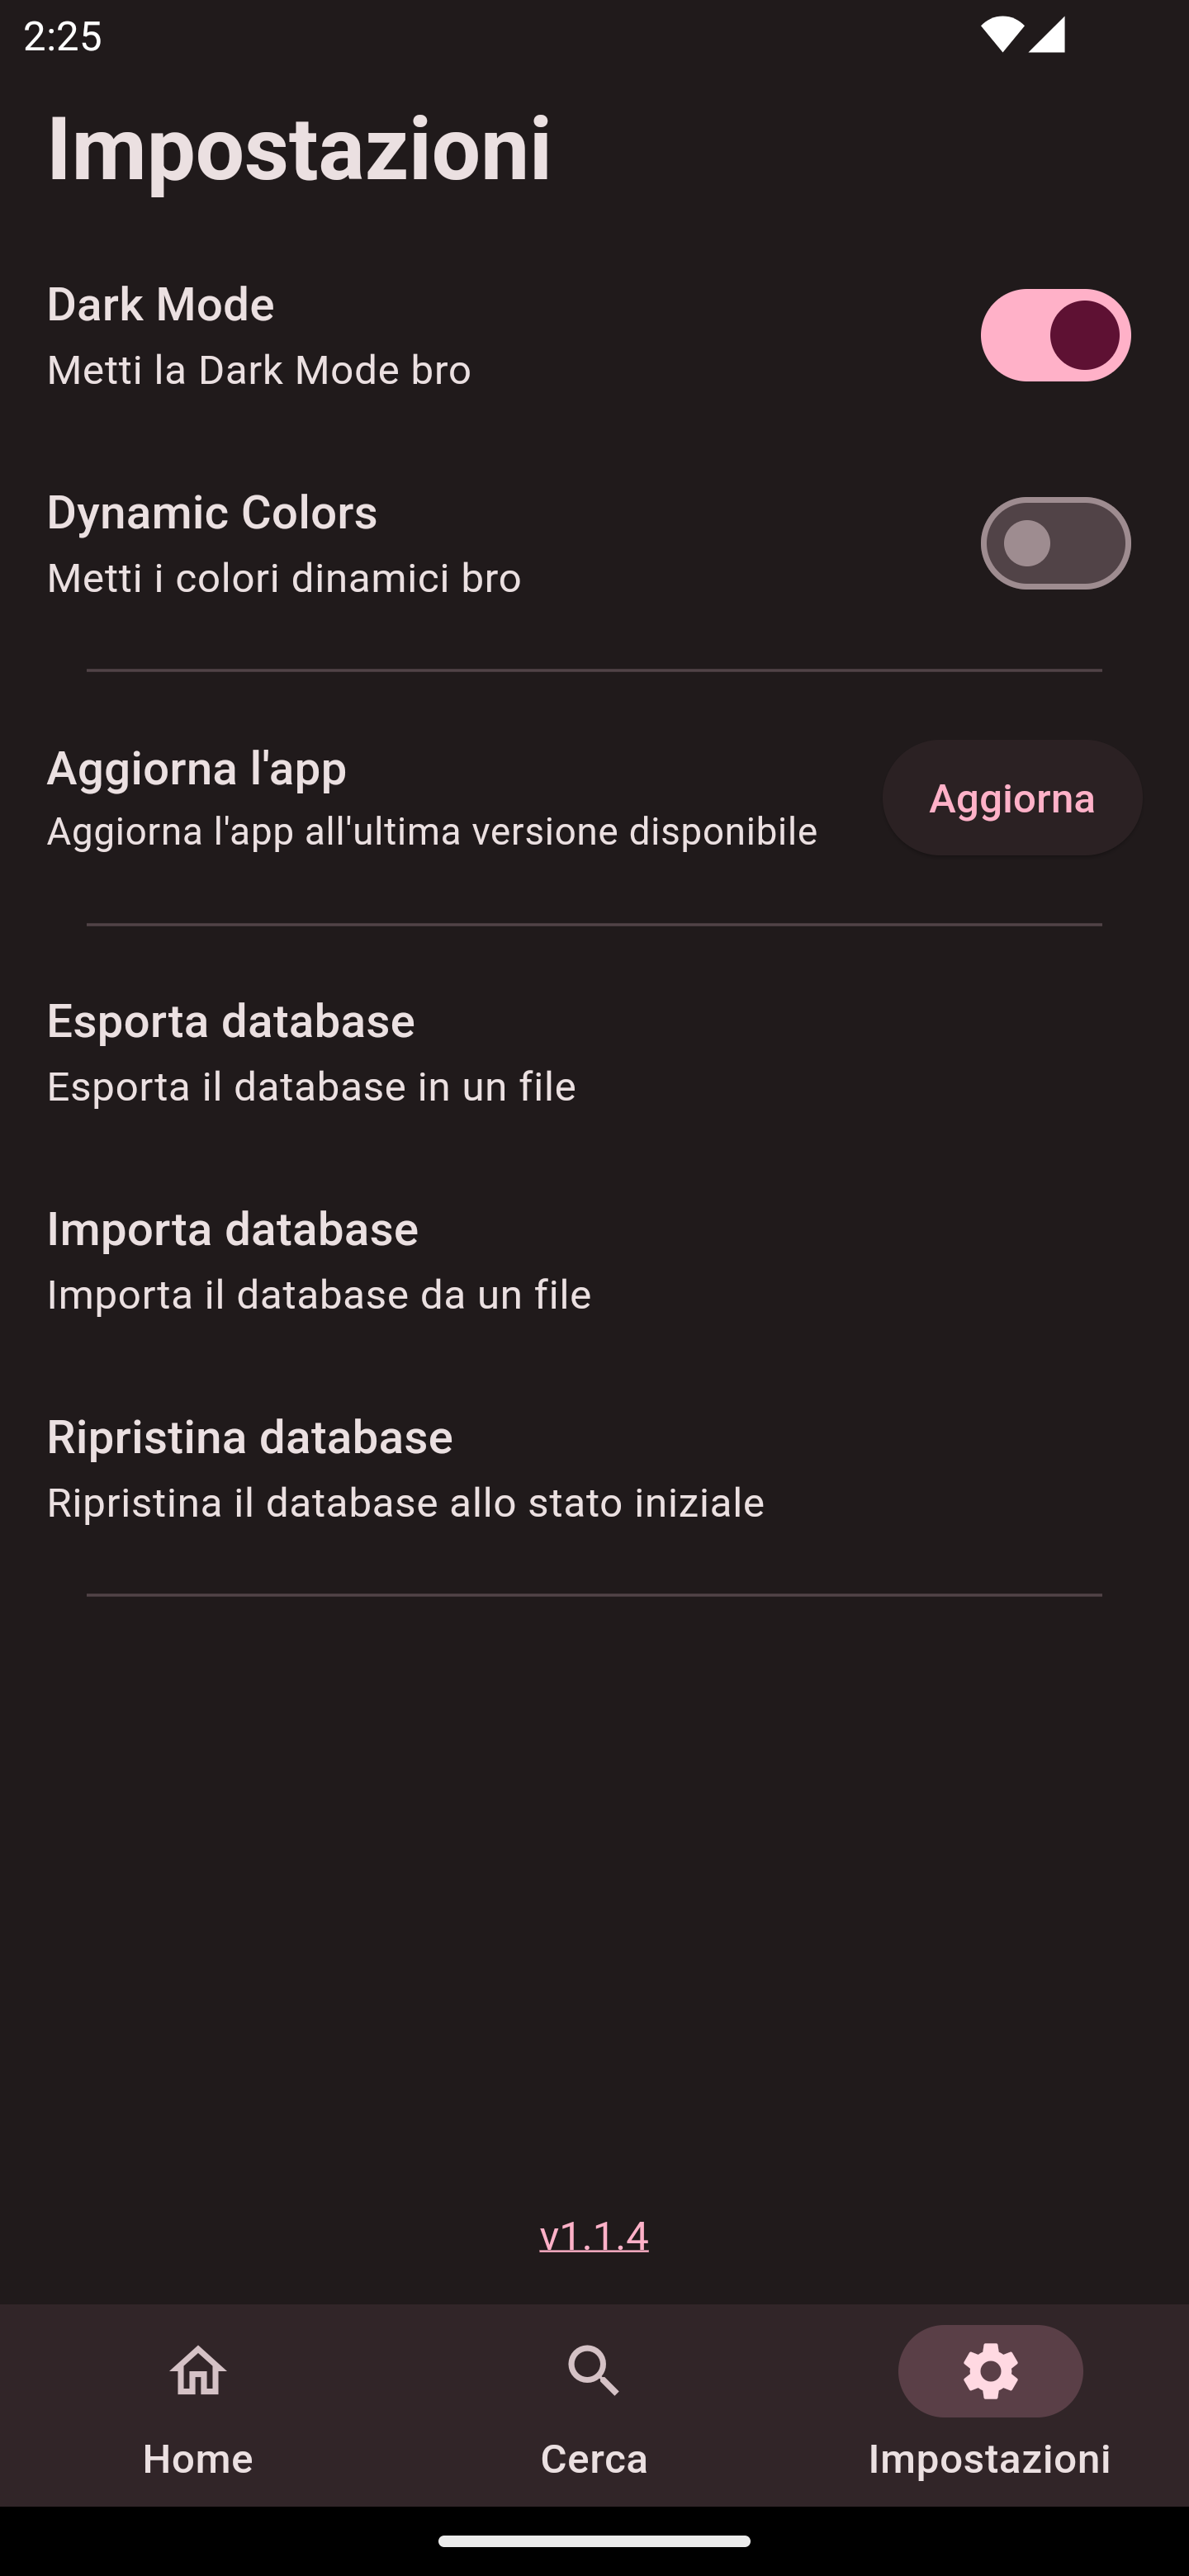 2:25
Impostazioni
Dark Mode
Metti la Dark Mode bro
Dynamic Colors
Metti i colori dinamici bro
Aggiorna l'app
Aggiorna l'app all'ultima versione disponibile
Aggiorna
Esporta database
Esporta il database in un file
Importa database
Importa il database da un file
Ripristina database
Ripristina il database allo stato iniziale
v1.1.4
Home
Cerca
Impostazioni